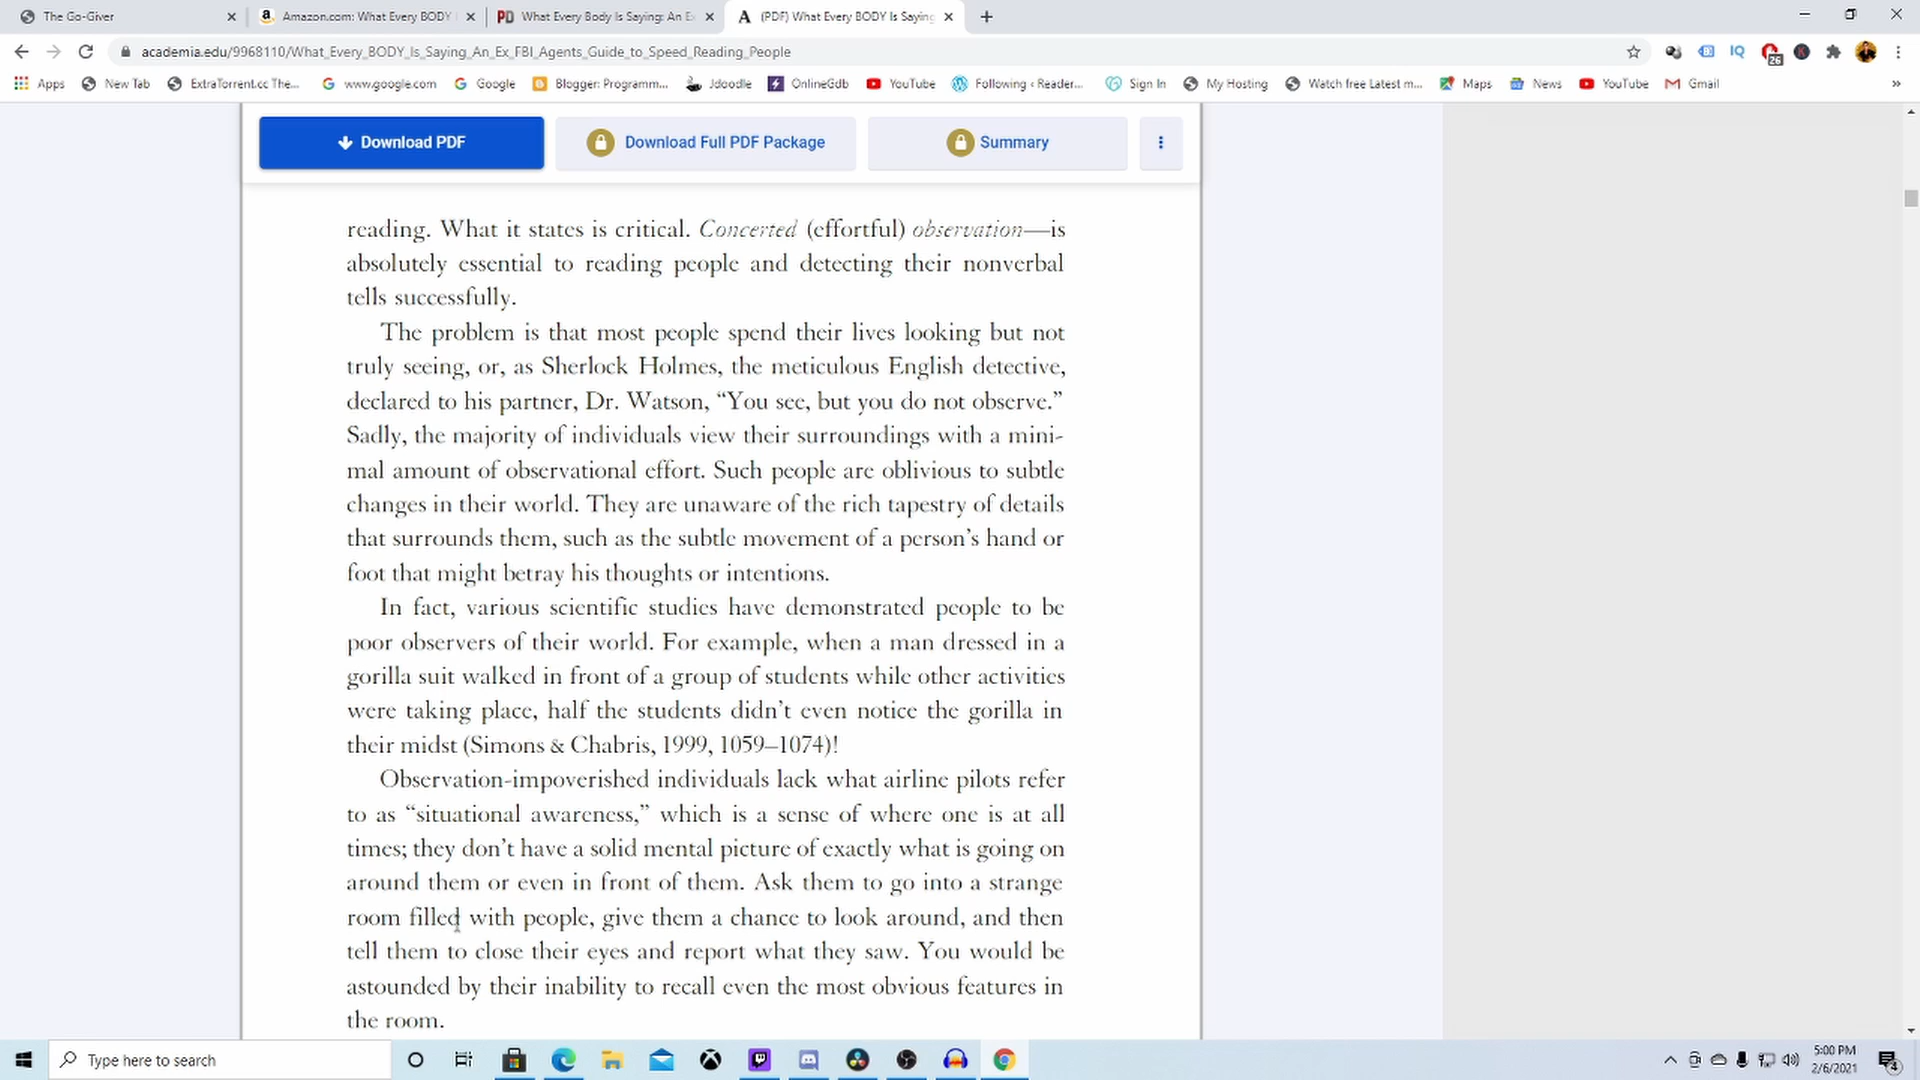 The Go-Giver
Amazon.com: What Every BODY
What Every Body Is Saying: An Ex
(PDF) What Every BODY Is Saying
academia.edu/9968110/What_Every_BODY_Is_Saying_An_Ex_FBI_Agents_Guide_to_Speed_Reading_People
IQ
26
Apps
New Tab
ExtraTorrent.cc The...
www.google.com
Google
Blogger: Programm...
Jdoodle
OnlineGdb
YouTube
Following ‹ Reader...
Sign In
My Hosting
Watch free Latest m...
Maps
News
YouTube
Gmail
Download PDF
Download Full PDF Package
Summary
reading. What it states is critical. Concerted (effortful) observation—is
absolutely essential to reading people and detecting their nonverbal
tells successfully.
The problem is that most people spend their lives looking but not
truly seeing, or, as Sherlock Holmes, the meticulous English detective,
declared to his partner, Dr. Watson, “You see, but you do not observe.”
Sadly, the majority of individuals view their surroundings with a mini-
mal amount of observational effort. Such people are oblivious to subtle
changes in their world. They are unaware of the rich tapestry of details
that surrounds them, such as the subtle movement of a person’s hand or
foot that might betray his thoughts or intentions.
In fact, various scientific studies have demonstrated people to be
poor observers of their world. For example, when a man dressed in a
gorilla suit walked in front of a group of students while other activities
were taking place, half the students didn’t even notice the gorilla in
their midst (Simons & Chabris, 1999, 1059–1074)!
Observation-impoverished individuals lack what airline pilots refer
to as “situational awareness,” which is a sense of where one is at all
times; they don’t have a solid mental picture of exactly what is going on
around them or even in front of them. Ask them to go into a strange
room filled with people, give them a chance to look around, and then
tell them to close their eyes and report what they saw. You would be
astounded by their inability to recall even the most obvious features in
the room.
Type here to search
5:00 PM
2/6/2021
4